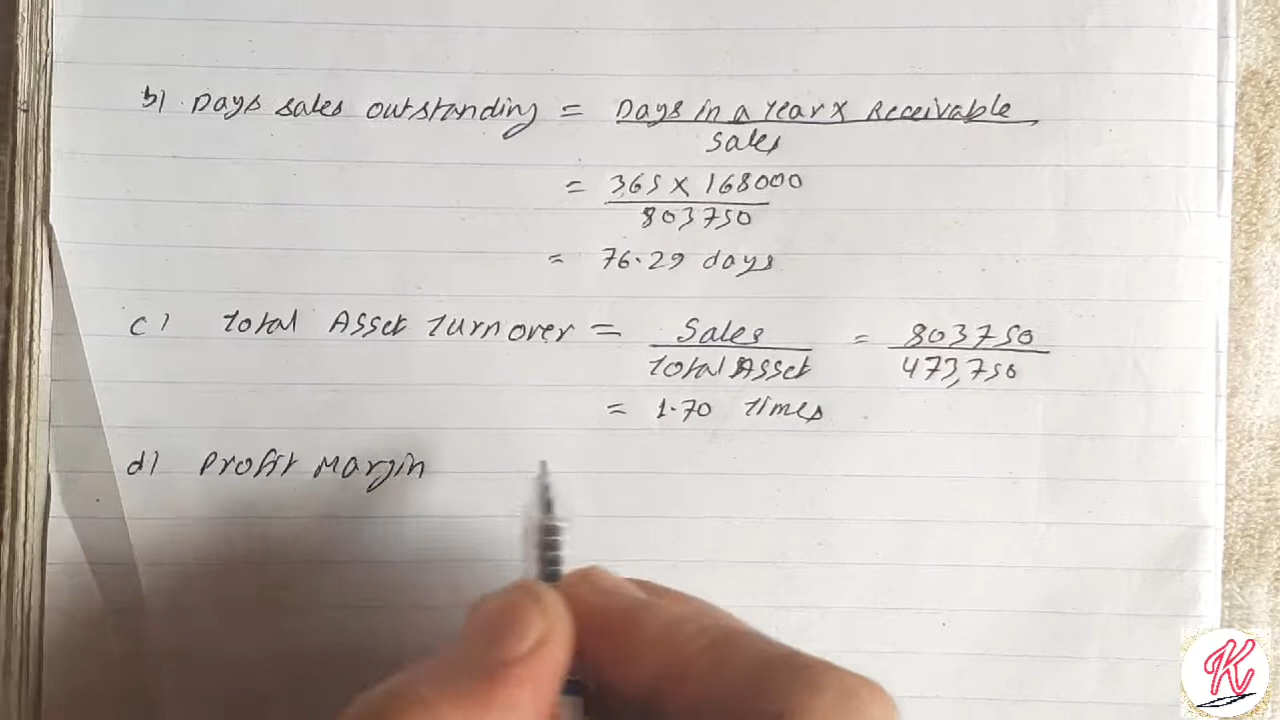 b) Days sales outstanding = Days in a Year X Receivable
Sales
= 365 X 168000
803750
= 76.29 days
c) Total Asset Turnover = Sales = 803750
Total Asset 473,750
= 1.70 Times
d) Profit Margin
K